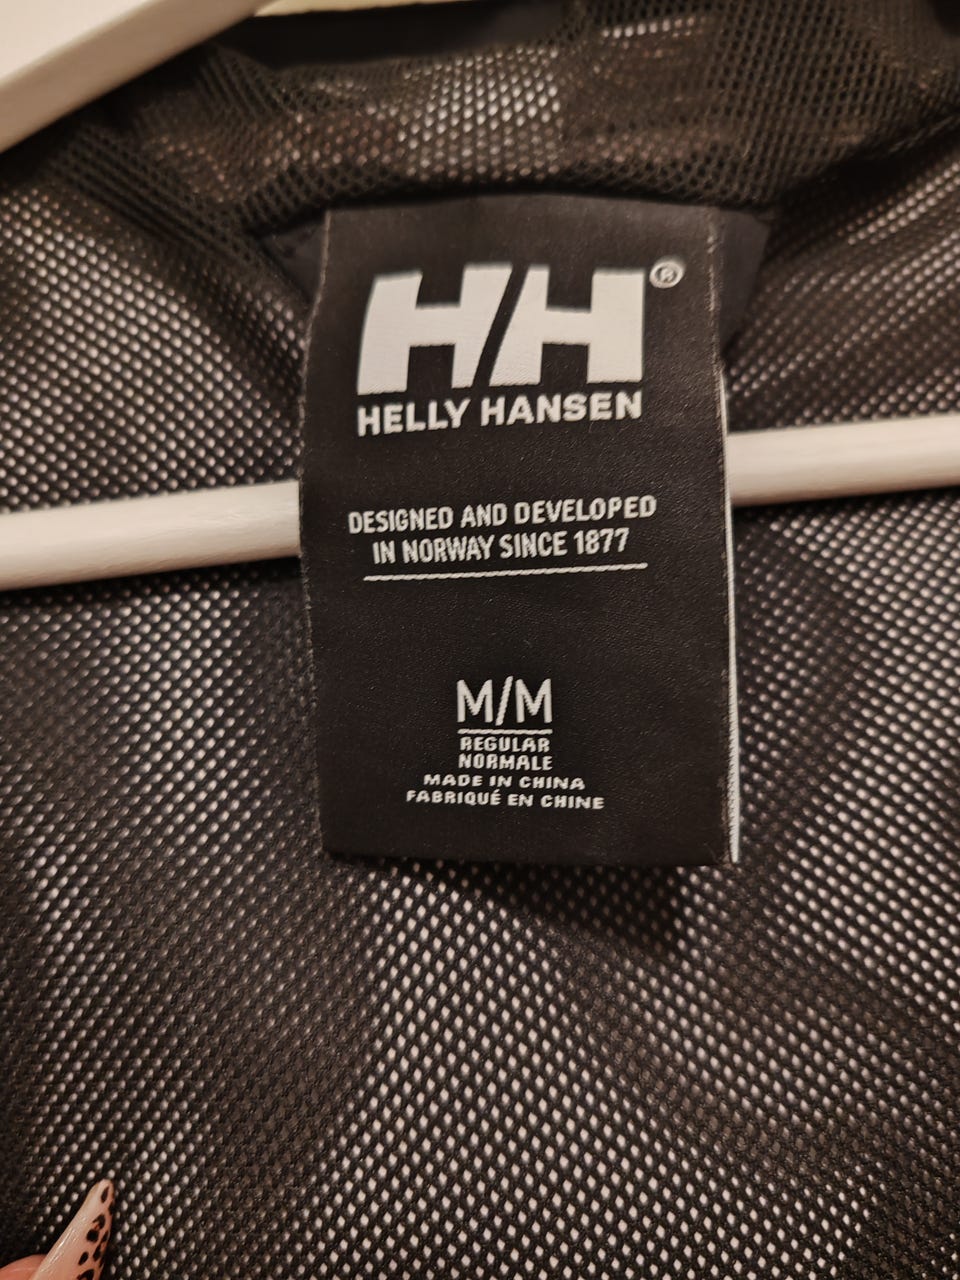 HH®
HELLY HANSEN
DESIGNED AND DEVELOPED
IN NORWAY SINCE 1877
M/M
REGULAR
NORMALE
MADE IN CHINA
FABRIQUÉ EN CHINE